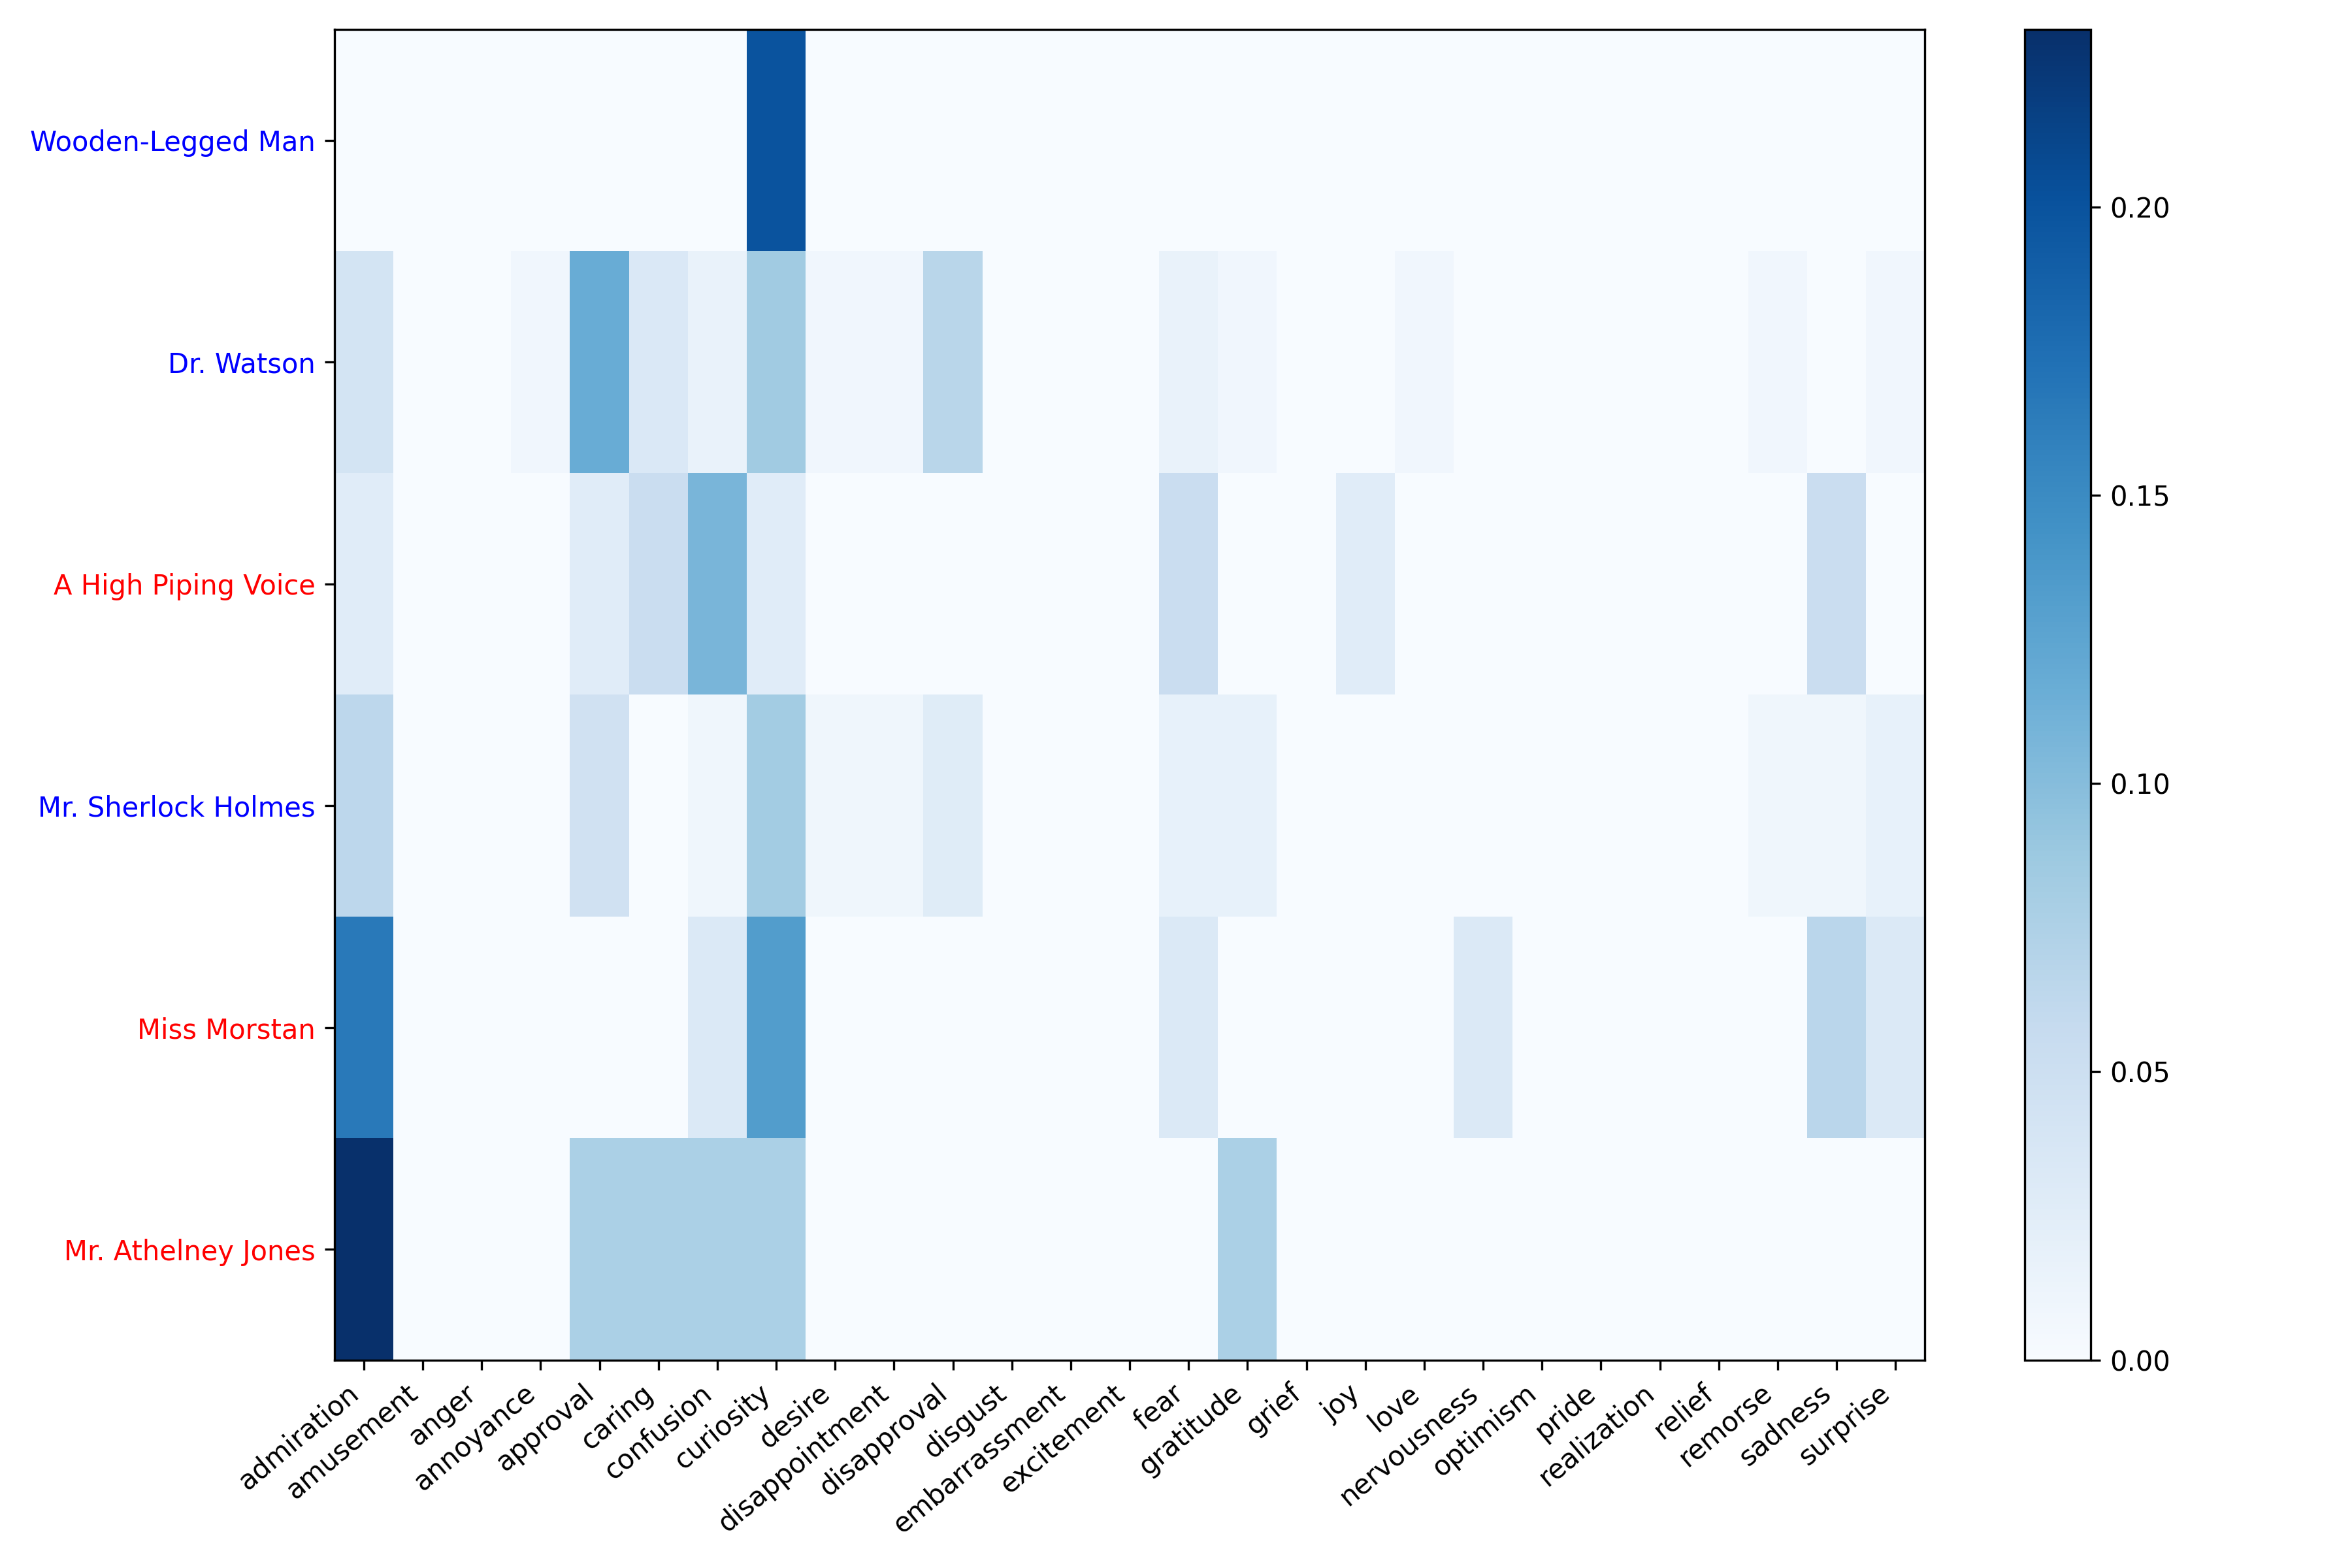 Wooden-Legged Man
Dr. Watson
A High Piping Voice
Mr. Sherlock Holmes
Miss Morstan
Mr. Athelney Jones
admiration
amusement
anger
annoyance
approval
caring
confusion
curiosity
desire
disappointment
disapproval
disgust
embarrassment
excitement
fear
gratitude
grief
joy
love
nervousness
optimism
pride
realization
relief
remorse
sadness
surprise
0.20
0.15
0.10
0.05
0.00